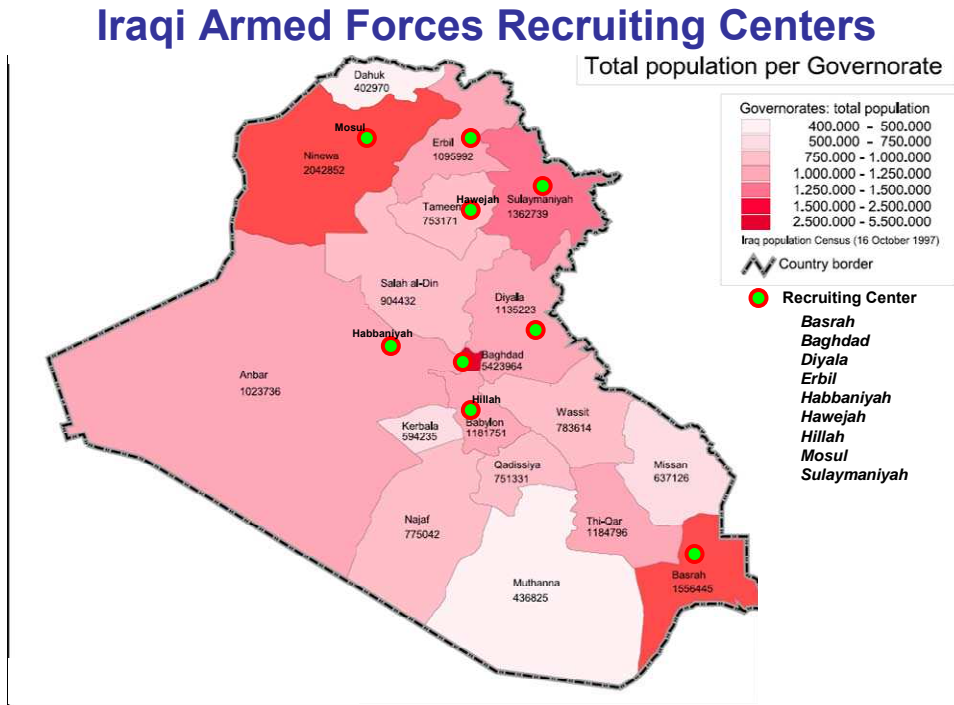 Iraqi Armed Forces Recruiting Centers
Total population per Governorate
Governorates: total population
400.000 - 500.000
500.000 - 750.000
750.000 - 1.000.000
1.000.000 - 1.250.000
1.250.000 - 1.500.000
1.500.000 - 2.500.000
2.500.000 - 5.500.000
Iraq population Census (16 October 1997)
Country border
Recruiting Center
Basrah
Baghdad
Diyala
Erbil
Habbaniyah
Hawejah
Hillah
Mosul
Sulaymaniyah
Dahuk
402970
Mosul
Ninewa
2042852
Erbil
1095992
Hawejah
Tameem
753171
Sulaymaniyah
1362739
Salah al-Din
904432
Diyala
1135223
Habbaniyah
Baghdad
5423964
Anbar
1023736
Hillah
Babylon
1181751
Kerbala
594235
Wassit
783614
Qadissiya
751331
Missan
637126
Najaf
775042
Thi-Qar
1184796
Muthanna
436825
Basrah
1556445